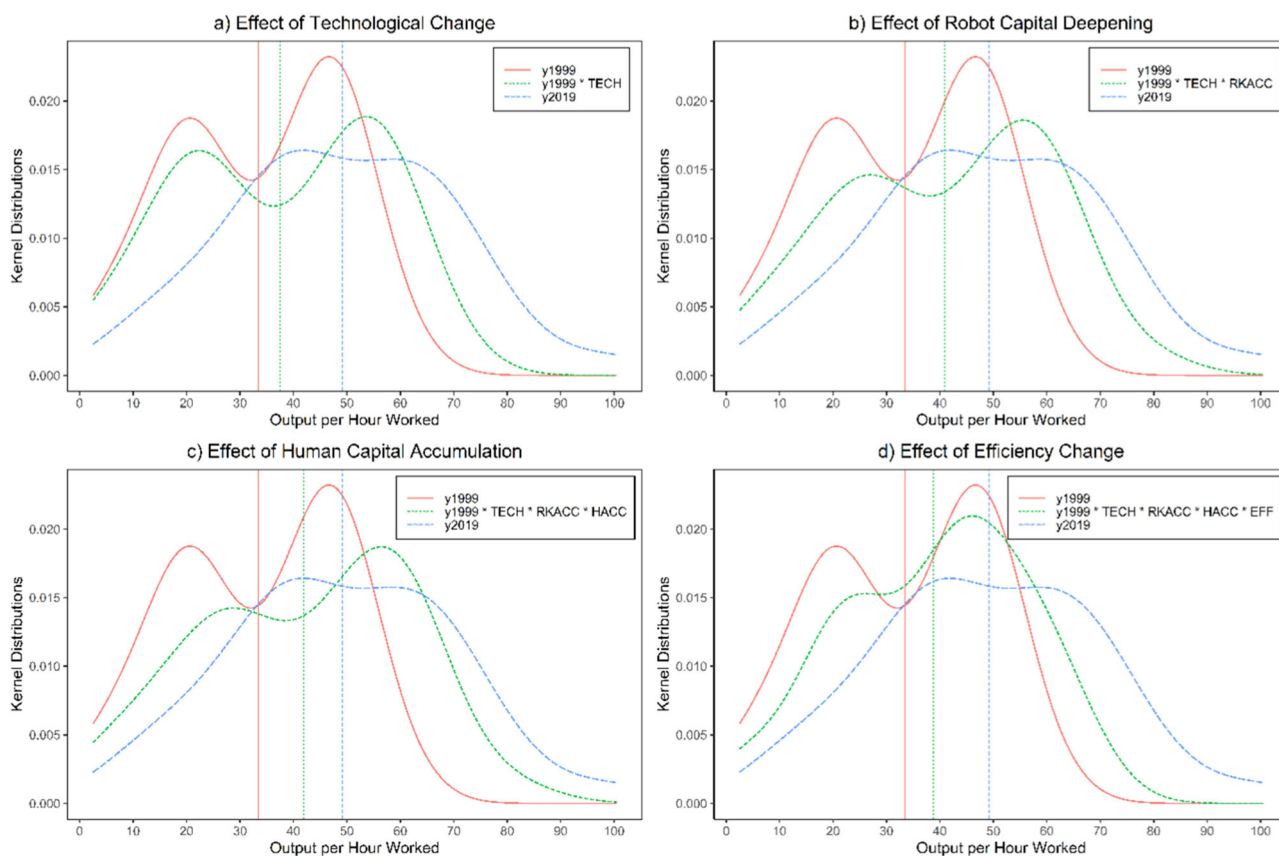 a) Effect of Technological Change
y1999
y1999 * TECH
y2019
Kernel Distributions
0.020
0.015
0.010
0.005
0.000
0 10 20 30 40 50 60 70 80 90 100
Output per Hour Worked
b) Effect of Robot Capital Deepening
y1999
y1999 * TECH * RKACC
y2019
Kernel Distributions
0.020
0.015
0.010
0.005
0.000
0 10 20 30 40 50 60 70 80 90 100
Output per Hour Worked
c) Effect of Human Capital Accumulation
y1999
y1999 * TECH * RKACC * HACC
y2019
Kernel Distributions
0.020
0.015
0.010
0.005
0.000
0 10 20 30 40 50 60 70 80 90 100
Output per Hour Worked
d) Effect of Efficiency Change
y1999
y1999 * TECH * RKACC * HACC * EFF
y2019
Kernel Distributions
0.020
0.015
0.010
0.005
0.000
0 10 20 30 40 50 60 70 80 90 100
Output per Hour Worked